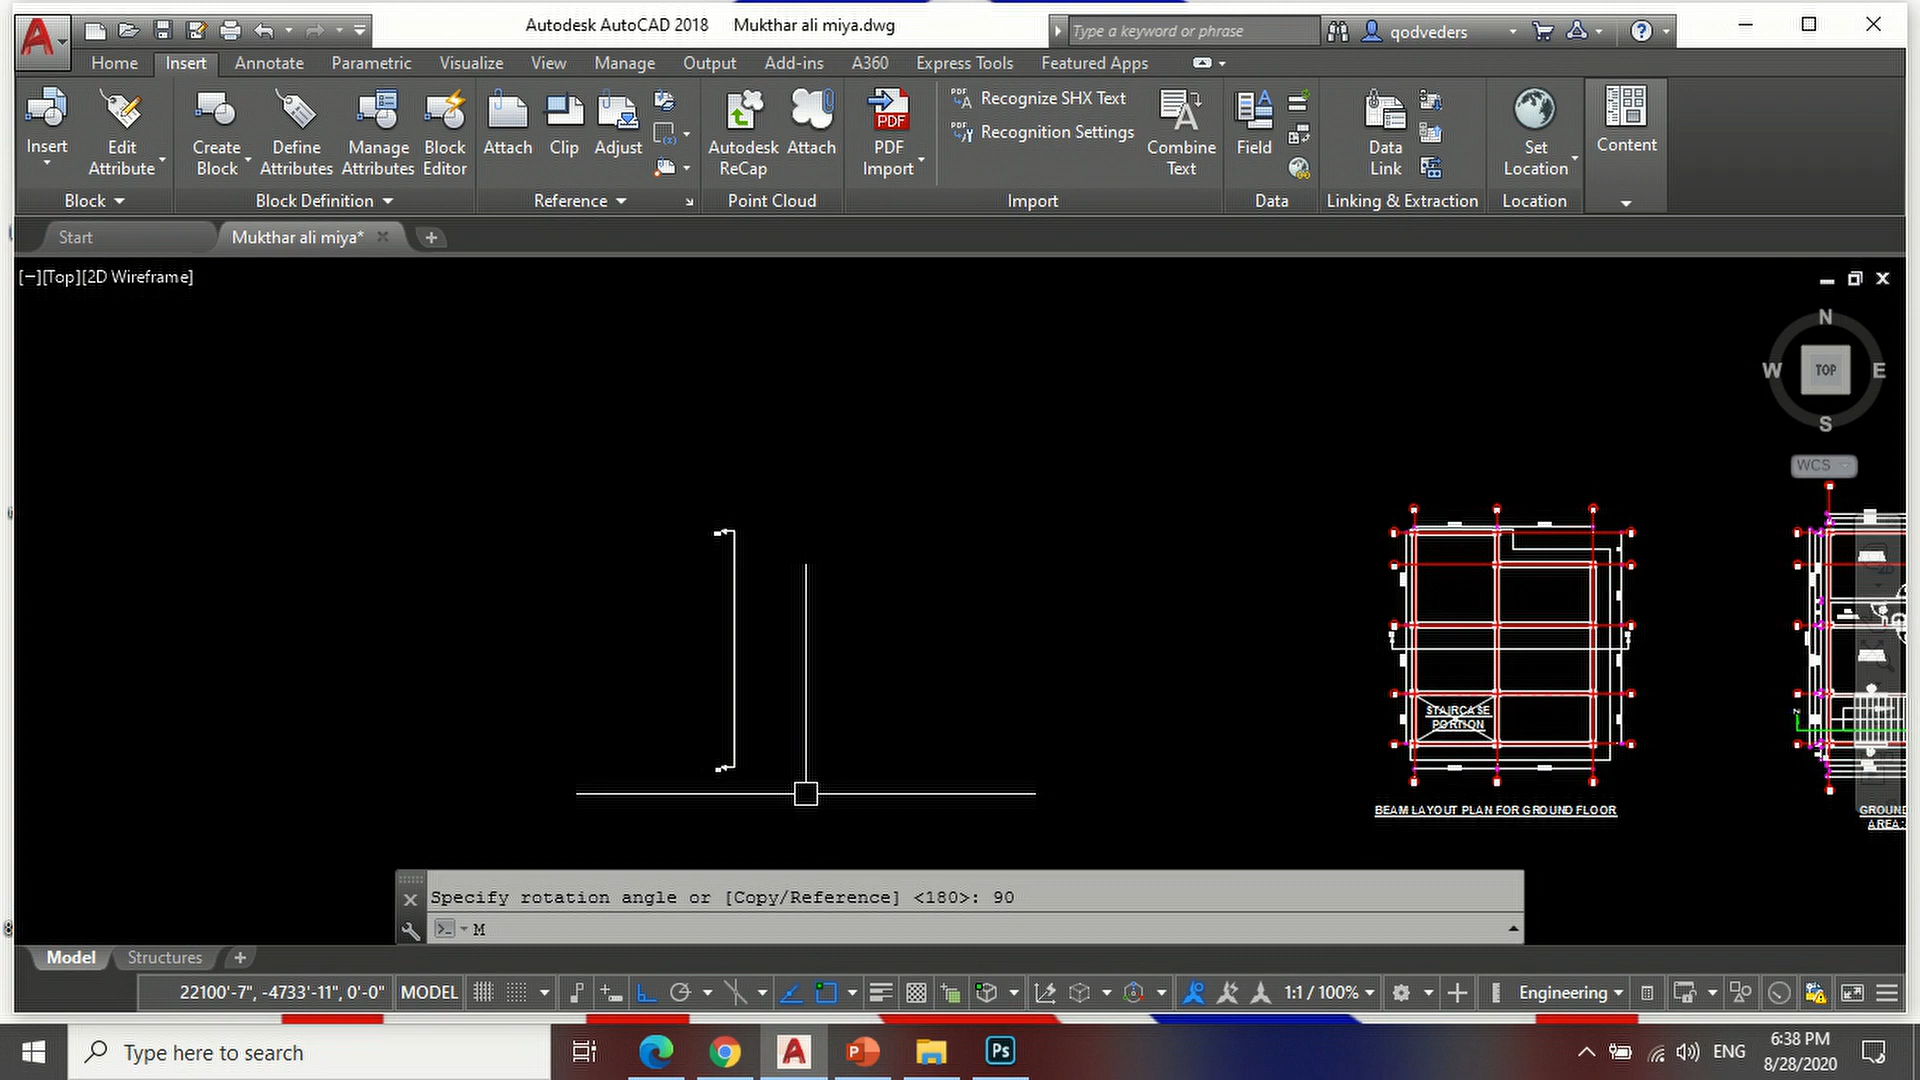 Autodesk AutoCAD 2018 Mukthar ali miya.dwg
Type a keyword or phrase
qodveders
Home Insert Annotate Parametric Visualize View Manage Output Add-ins A360 Express Tools Featured Apps
Insert
Edit Attribute
Create Block
Define Attributes
Manage Attributes
Block Editor
Attach
Clip
Adjust
Autodesk ReCap
Attach
PDF Import
Recognize SHX Text
Recognition Settings
Combine Text
Field
Data Link
Set Location
Content
Block
Block Definition
Reference
Point Cloud
Import
Data
Linking & Extraction
Location
Start
Mukthar ali miya*
[−][Top][2D Wireframe]
N
W TOP E
S
WCS
STAIRCASE
PORTION
BEAM LAYOUT PLAN FOR GROUND FLOOR
GROUND
AREA:
Specify rotation angle or [Copy/Reference] <180>: 90
M
Model Structures
22100'-7", -4733'-11", 0'-0" MODEL 1:1 / 100% Engineering
Type here to search
Ps
ENG
6:38 PM
8/28/2020